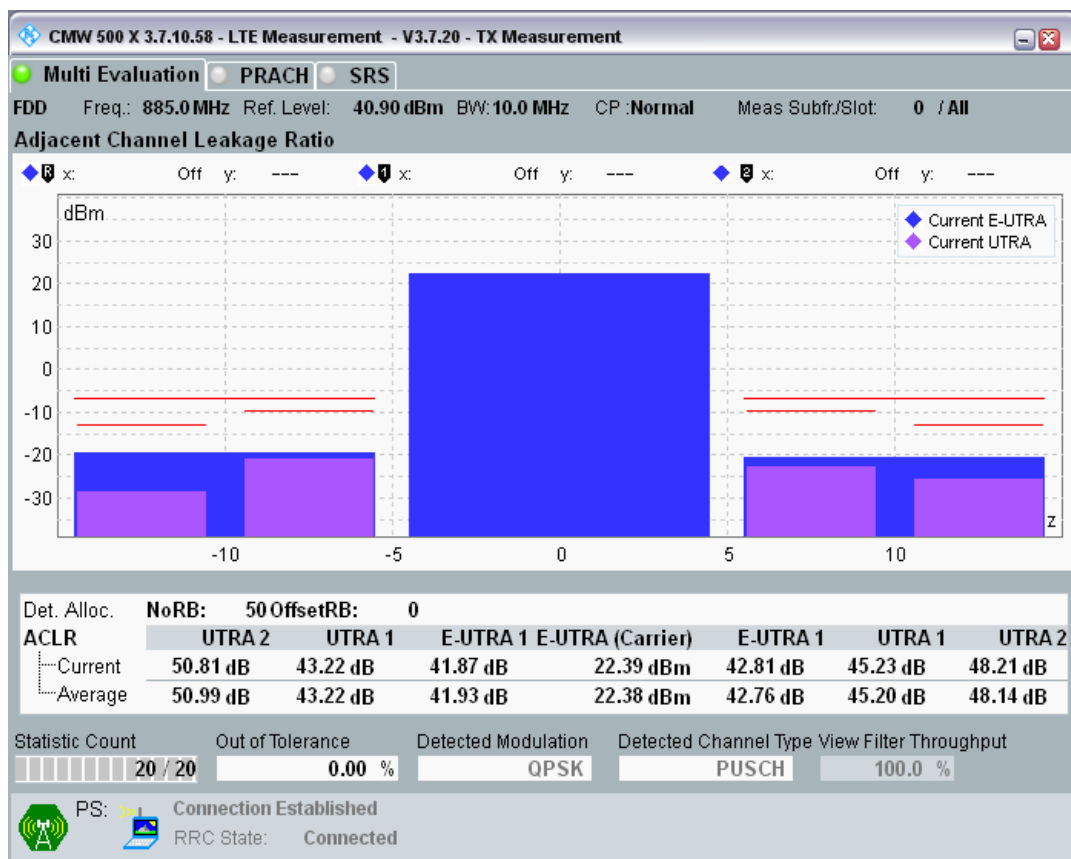 CMW 500 X 3.7.10.58 - LTE Measurement - V3.7.20 - TX Measurement
Multi Evaluation PRACH SRS
FDD Freq.: 885.0 MHz Ref. Level: 40.90 dBm BW: 10.0 MHz CP :Normal Meas Subfr./Slot: 0 / All
Adjacent Channel Leakage Ratio
R x: Off y: --- 1 x: Off y: --- 2 x: Off y: ---
dBm
Current E-UTRA
Current UTRA
30
20
10
0
-10
-20
-30
z
-10 -5 0 5 10
Det. Alloc. NoRB: 50 OffsetRB: 0
ACLR UTRA 2 UTRA 1 E-UTRA 1 E-UTRA (Carrier) E-UTRA 1 UTRA 1 UTRA 2
Current 50.81 dB 43.22 dB 41.87 dB 22.39 dBm 42.81 dB 45.23 dB 48.21 dB
Average 50.99 dB 43.22 dB 41.93 dB 22.38 dBm 42.76 dB 45.20 dB 48.14 dB
Statistic Count Out of Tolerance Detected Modulation Detected Channel Type View Filter Throughput
20 / 20 0.00 % QPSK PUSCH 100.0 %
PS: Connection Established
RRC State: Connected